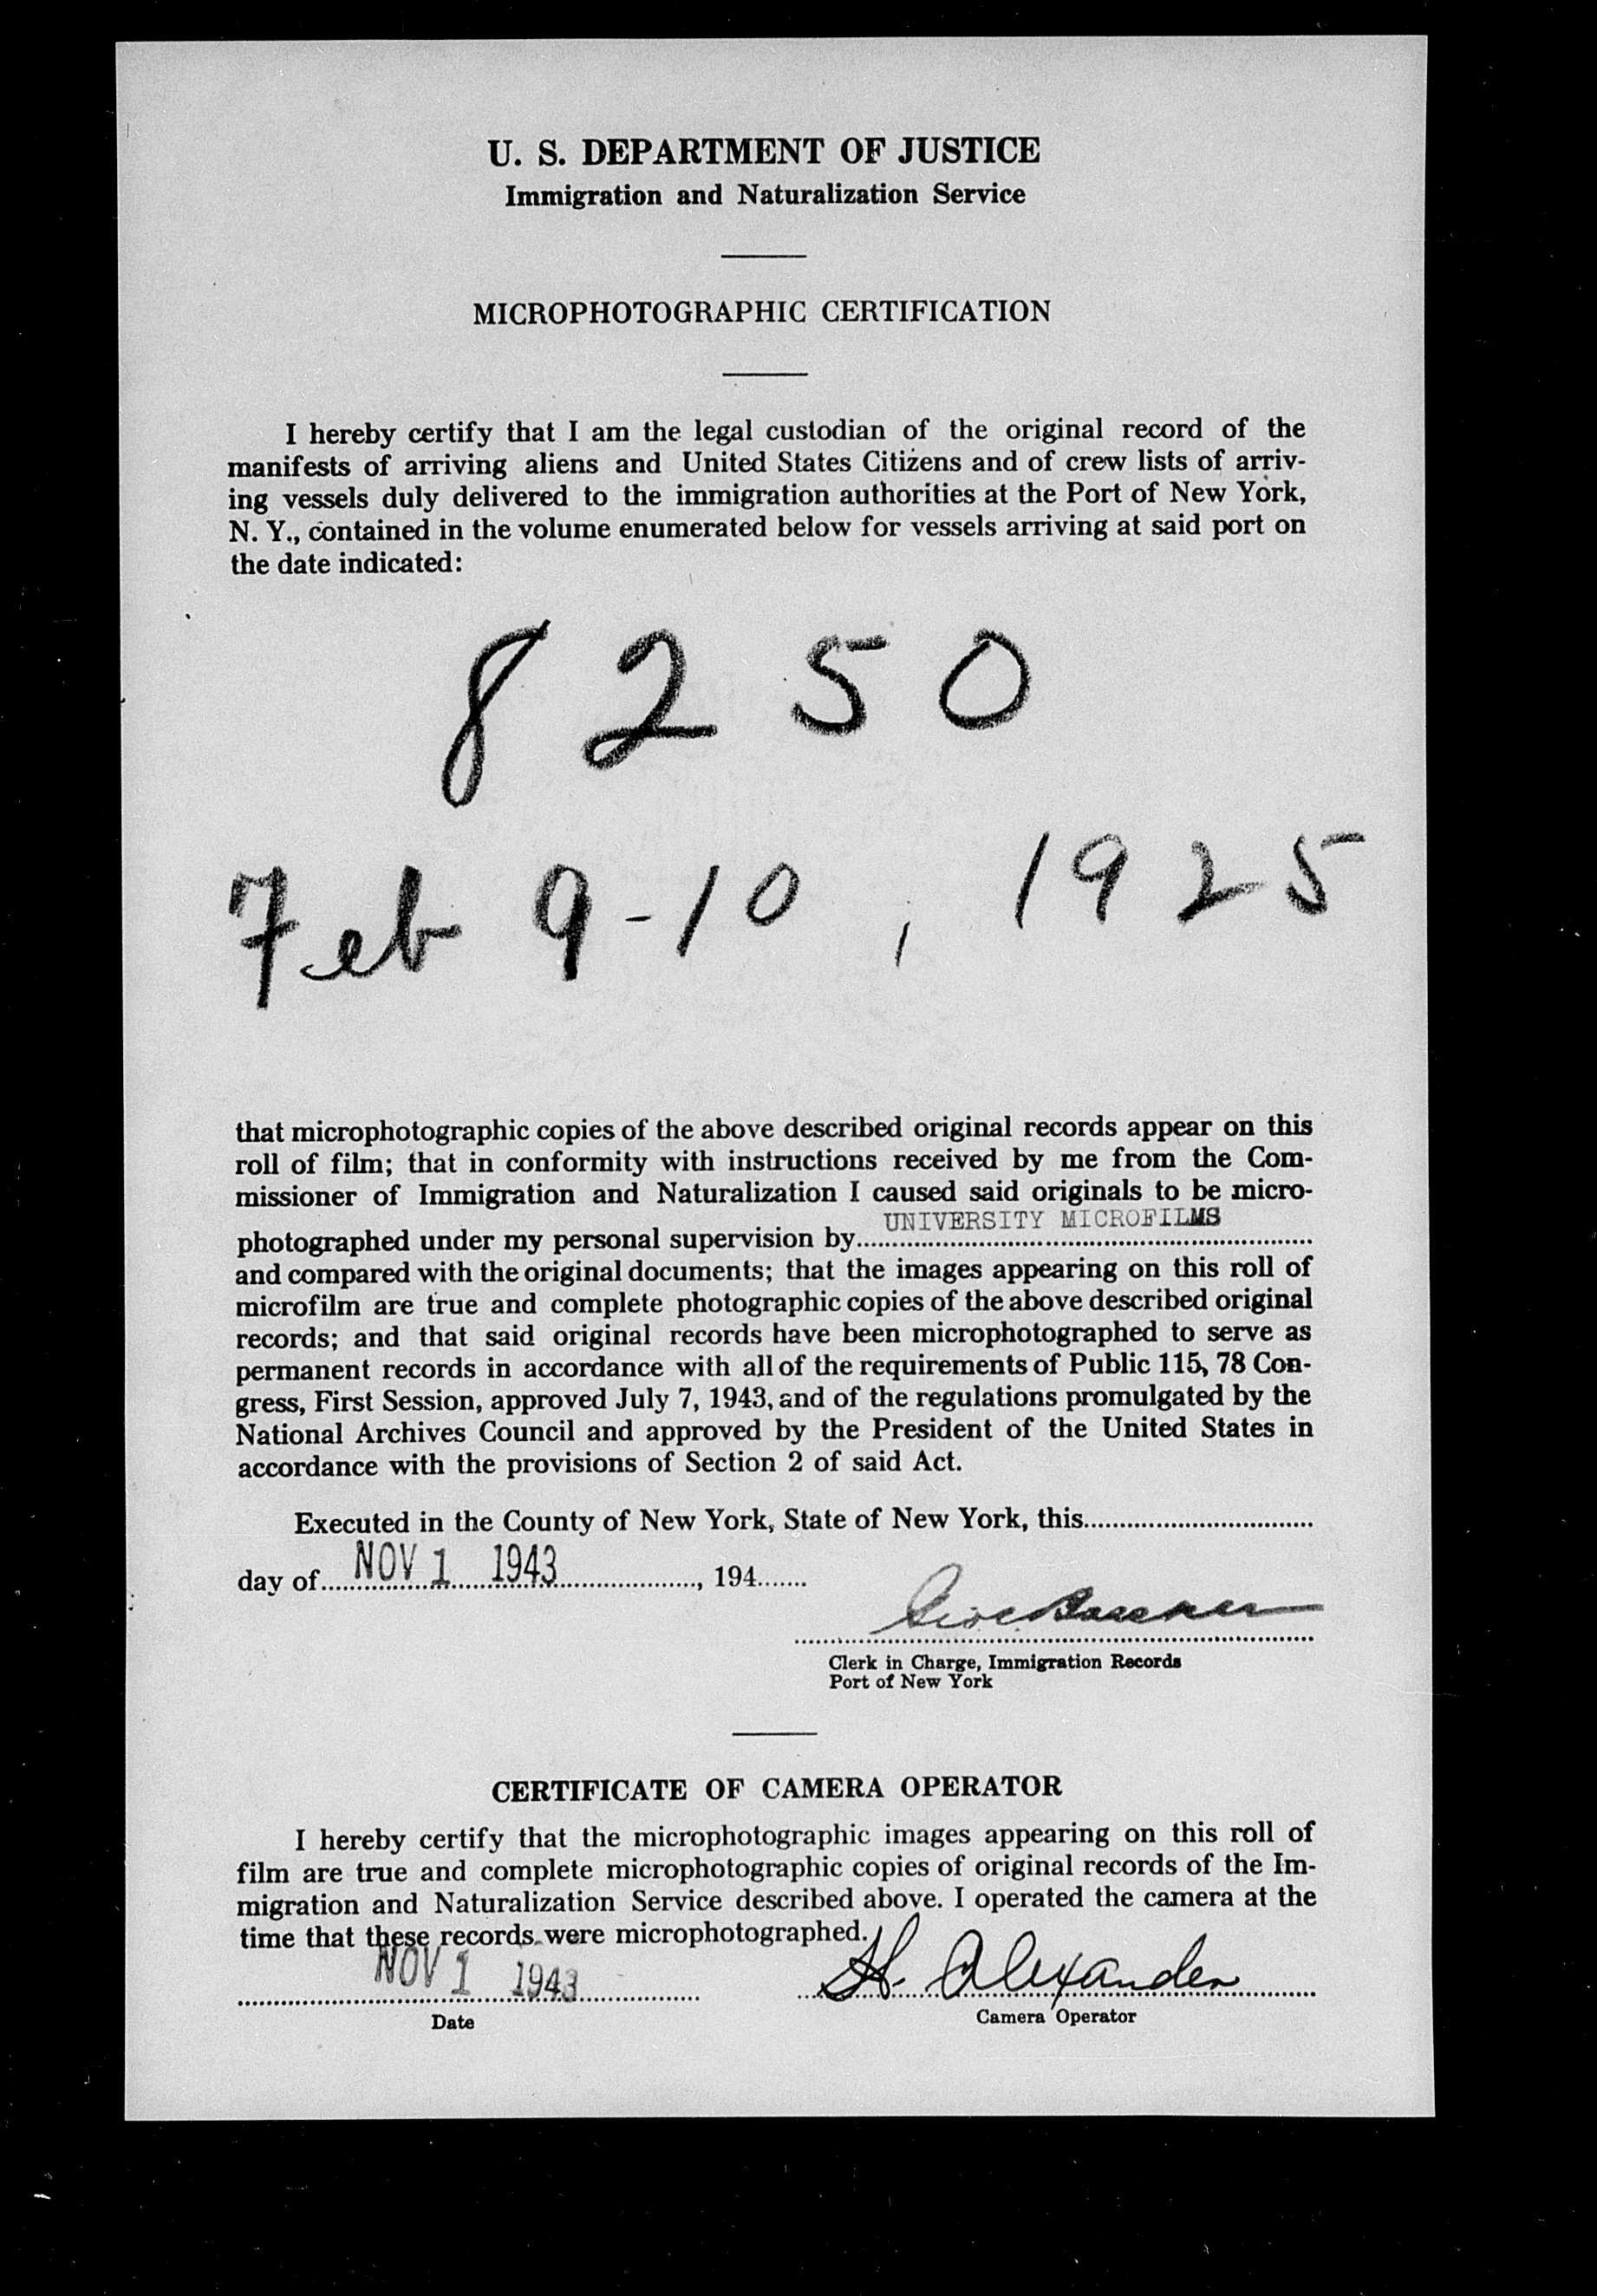 U. S. DEPARTMENT OF JUSTICE
Immigration and Naturalization Service
MICROPHOTOGRAPHIC CERTIFICATION
I hereby certify that I am the legal custodian of the original record of the
manifests of arriving aliens and United States Citizens and of crew lists of arriv-
ing vessels duly delivered to the immigration authorities at the Port of New York,
N. Y., contained in the volume enumerated below for vessels arriving at said port on
the date indicated:
8250
Feb 9-10, 1925
that microphotographic copies of the above described original records appear on this
roll of film; that in conformity with instructions received by me from the Com-
missioner of Immigration and Naturalization I caused said originals to be micro-
UNIVERSITY MICROFILMS
photographed under my personal supervision by
and compared with the original documents; that the images appearing on this roll of
microfilm are true and complete photographic copies of the above described original
records; and that said original records have been microphotographed to serve as
permanent records in accordance with all of the requirements of Public 115, 78 Con-
gress, First Session, approved July 7, 1943, and of the regulations promulgated by the
National Archives Council and approved by the President of the United States in
accordance with the provisions of Section 2 of said Act.
Executed in the County of New York, State of New York, this
day of NOV 1 1943, 194
Clerk in Charge, Immigration Records
Port of New York
CERTIFICATE OF CAMERA OPERATOR
I hereby certify that the microphotographic images appearing on this roll of
film are true and complete microphotographic copies of original records of the Im-
migration and Naturalization Service described above. I operated the camera at the
time that these records were microphotographed.
NOV 1 1943 H. Alexander
Date Camera Operator